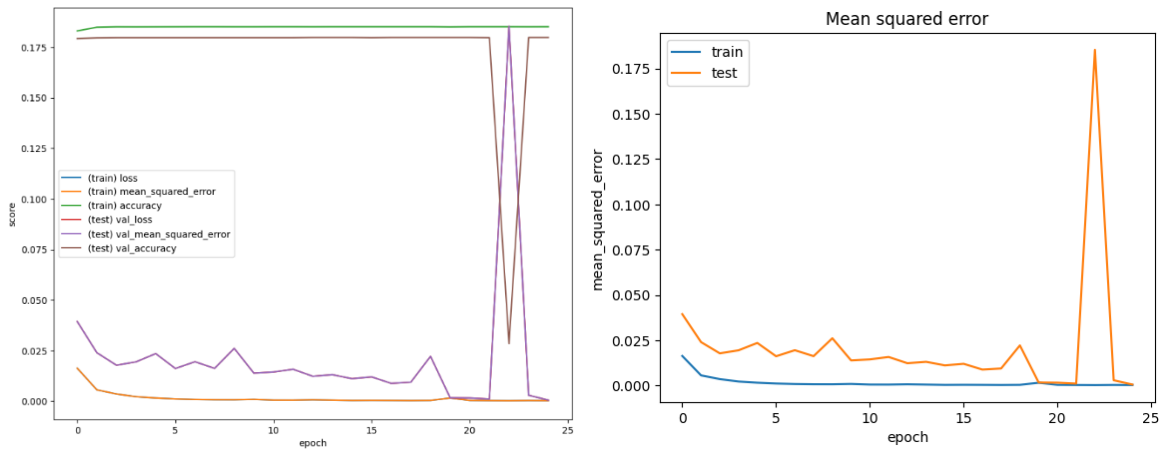 0.175
0.150
0.125
0.100
0.075
0.050
0.025
0.000
score
(train) loss
(train) mean_squared_error
(train) accuracy
(test) val_loss
(test) val_mean_squared_error
(test) val_accuracy
0 5 10 15 20 25
epoch
Mean squared error
train
test
0.175
0.150
0.125
0.100
0.075
0.050
0.025
0.000
mean_squared_error
0 5 10 15 20 25
epoch